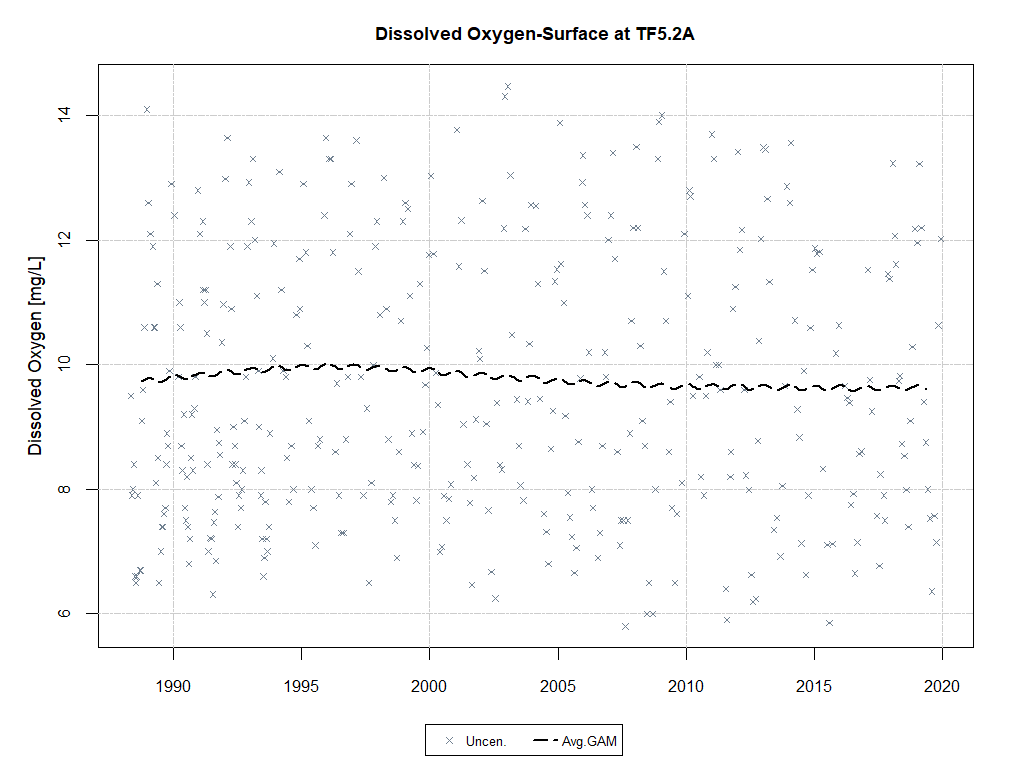 Dissolved Oxygen-Surface at TF5.2A
Dissolved Oxygen [mg/L]
14
12
10
8
6
1990 1995 2000 2005 2010 2015 2020
Uncen. Avg.GAM